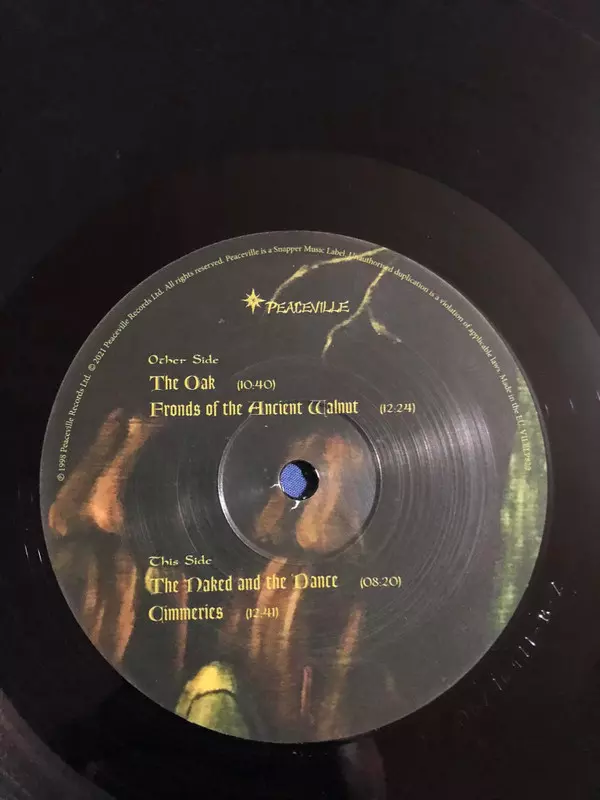 ℗ 1998 Peaceville Records Ltd. © 2021 Peaceville Records Ltd. All rights reserved. Peaceville is a Snapper Music Label. Unauthorised duplication is a violation of applicable laws. Made in the EU.
PEACEVILLE
Other Side
The Oak (10:40)
Fronds of the Ancient Walnut (12:24)
This Side
The Naked and the Dance (08:20)
Cimmeries (12:41)